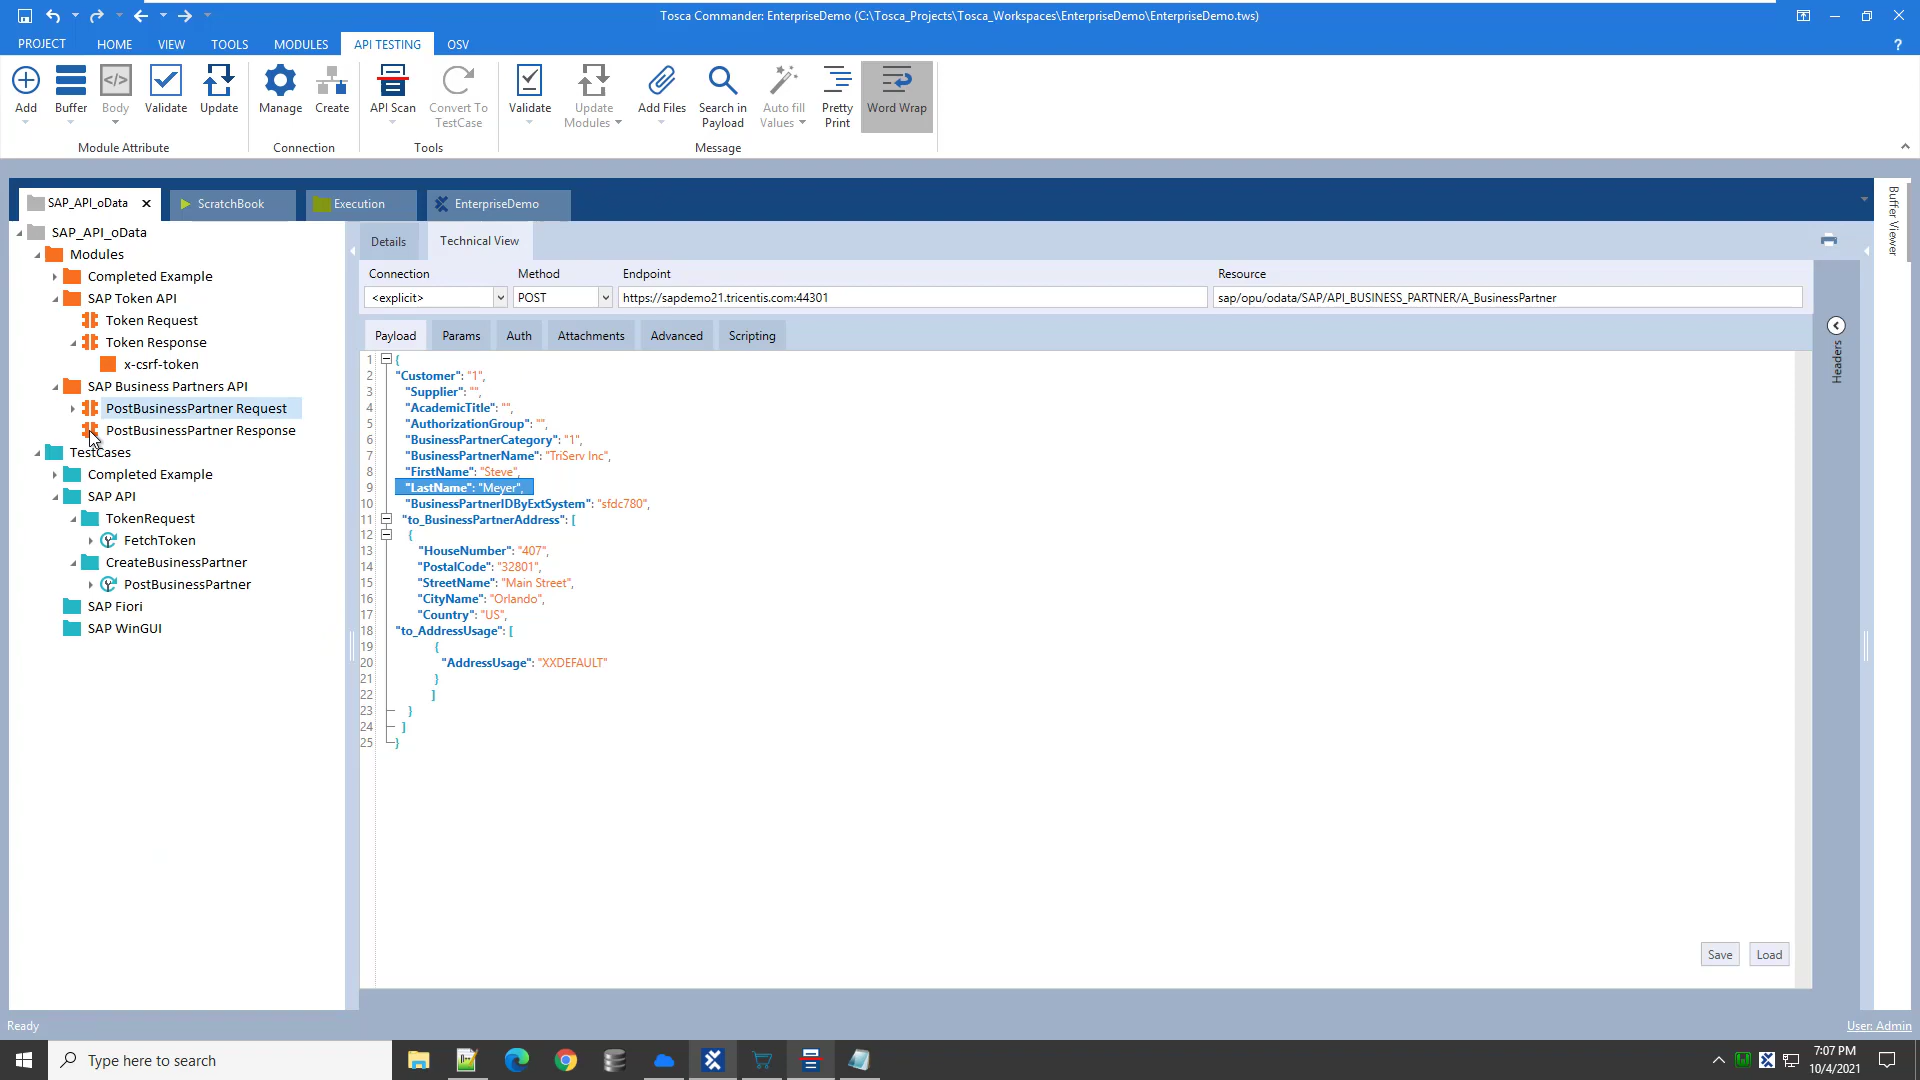 Tosca Commander: EnterpriseDemo (C:\Tosca_Projects\Tosca_Workspaces\EnterpriseDemo\EnterpriseDemo.tws)
PROJECT HOME VIEW TOOLS MODULES API TESTING OSV ?
Add Buffer Body Validate Update Manage Create API Scan Convert To TestCase Validate Update Modules Add Files Search in Payload Auto fill Values Pretty Print Word Wrap
Module Attribute Connection Tools Message
SAP_API_oData ScratchBook Execution EnterpriseDemo
Buffer Viewer
SAP_API_oData
Modules
Completed Example
SAP Token API
Token Request
Token Response
x-csrf-token
SAP Business Partners API
PostBusinessPartner Request
PostBusinessPartner Response
TestCases
Completed Example
SAP API
TokenRequest
FetchToken
CreateBusinessPartner
PostBusinessPartner
SAP Fiori
SAP WinGUI
Details Technical View
Connection Method Endpoint Resource
<explicit> POST https://sapdemo21.tricentis.com:44301 sap/opu/odata/SAP/API_BUSINESS_PARTNER/A_BusinessPartner
Payload Params Auth Attachments Advanced Scripting
Headers
1 {
2 "Customer": "1",
3 "Supplier": "",
4 "AcademicTitle": "",
5 "AuthorizationGroup": "",
6 "BusinessPartnerCategory": "1",
7 "BusinessPartnerName": "TriServ Inc",
8 "FirstName": "Steve",
9 "LastName": "Meyer",
10 "BusinessPartnerIDByExtSystem": "sfdc780",
11 "to_BusinessPartnerAddress": [
12 {
13 "HouseNumber": "407",
14 "PostalCode": "32801",
15 "StreetName": "Main Street",
16 "CityName": "Orlando",
17 "Country": "US",
18 "to_AddressUsage": [
19 {
20 "AddressUsage": "XXDEFAULT"
21 }
22 ]
23 }
24 ]
25 }
Save Load
Ready User: Admin
Type here to search
7:07 PM
10/4/2021